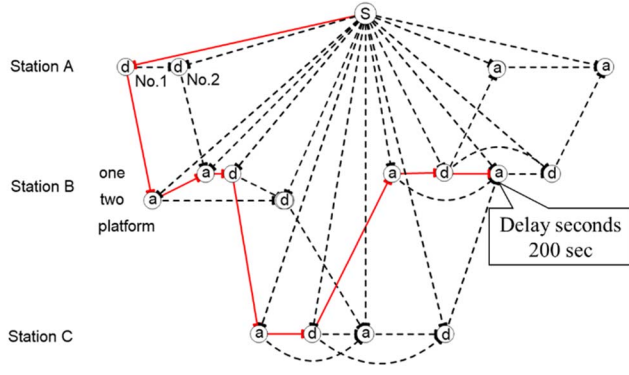 S
Station A
d
d
a
a
No.1
No.2
Station B
one
two
platform
a
d
a
d
a
d
a
d
Delay seconds
200 sec
Station C
a
d
a
d